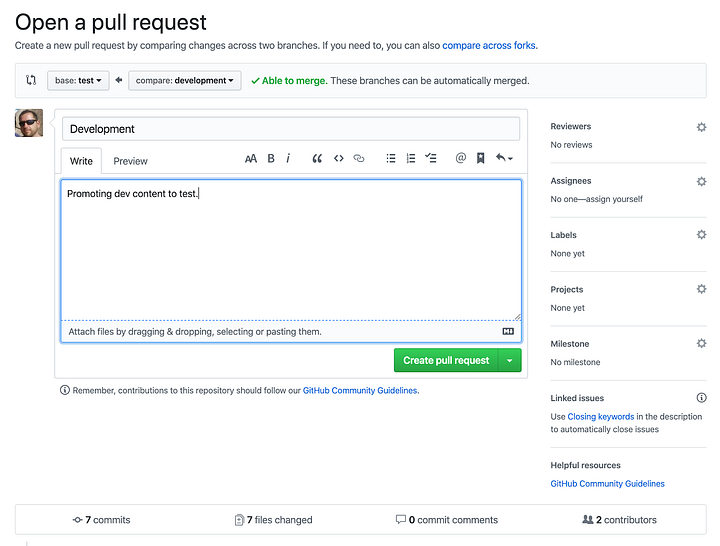 Open a pull request
Create a new pull request by comparing changes across two branches. If you need to, you can also compare across forks.
base: test
compare: development
Able to merge. These branches can be automatically merged.
Development
Write
Preview
AA B i
@
Promoting dev content to test.
Attach files by dragging & dropping, selecting or pasting them.
Create pull request
Remember, contributions to this repository should follow our GitHub Community Guidelines.
Reviewers
No reviews
Assignees
No one—assign yourself
Labels
None yet
Projects
None yet
Milestone
No milestone
Linked issues
Use Closing keywords in the description
to automatically close issues
Helpful resources
GitHub Community Guidelines
7 commits
7 files changed
0 commit comments
2 contributors